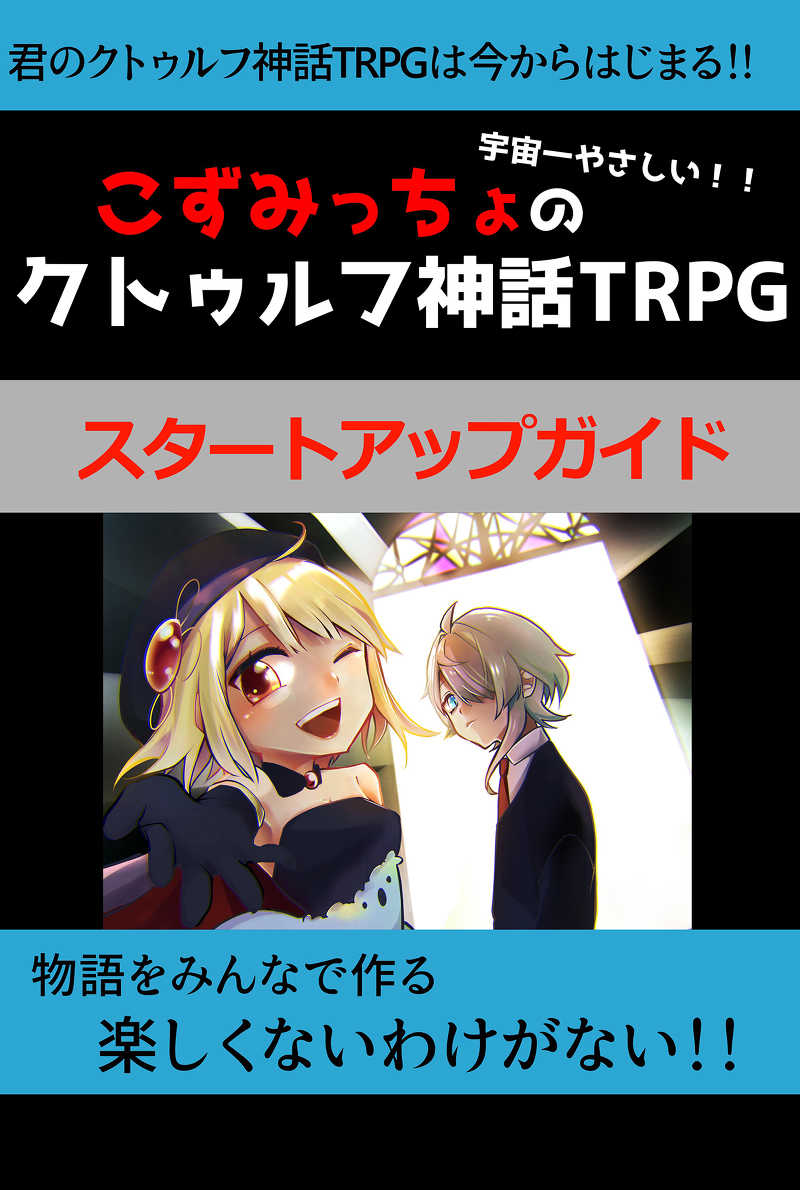 君のクトゥルフ神話TRPGは今からはじまる!!
宇宙一やさしい！！
こずみっちょの
クトゥルフ神話TRPG
スタートアップガイド
物語をみんなで作る
楽しくないわけがない!!